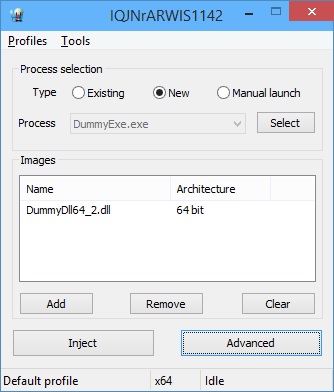 IQJNrARWIS1142
Profiles Tools
Process selection
Type Existing New Manual launch
Process DummyExe.exe Select
Images
Name Architecture
DummyDll64_2.dll 64 bit
Add Remove Clear
Inject Advanced
Default profile x64 Idle